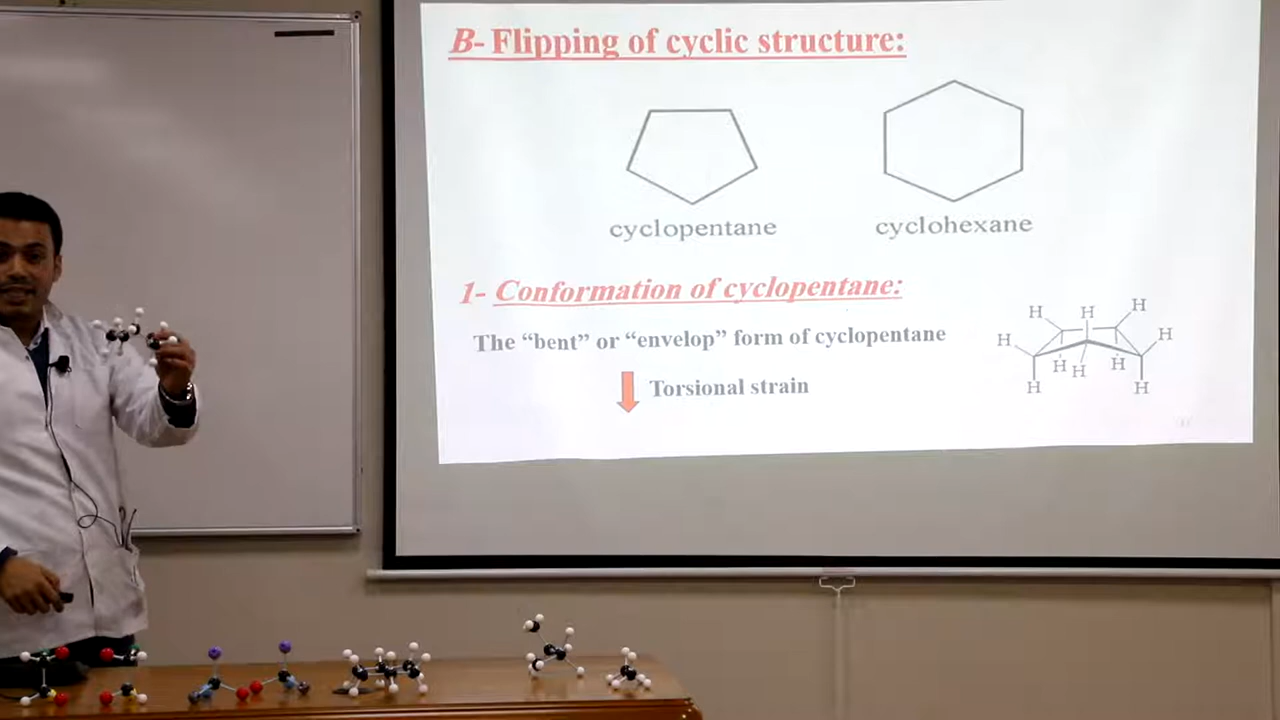 B- Flipping of cyclic structure:
cyclopentane
cyclohexane
1- Conformation of cyclopentane:
The “bent” or “envelop” form of cyclopentane
Torsional strain
H H H
H H
H H H
H H